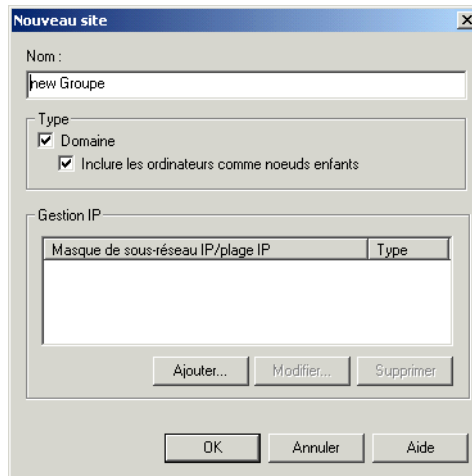 Nouveau site
Nom :
new Groupe
Type
Domaine
Inclure les ordinateurs comme noeuds enfants
Gestion IP
Masque de sous-réseau IP/plage IP Type
Ajouter... Modifier... Supprimer
OK Annuler Aide